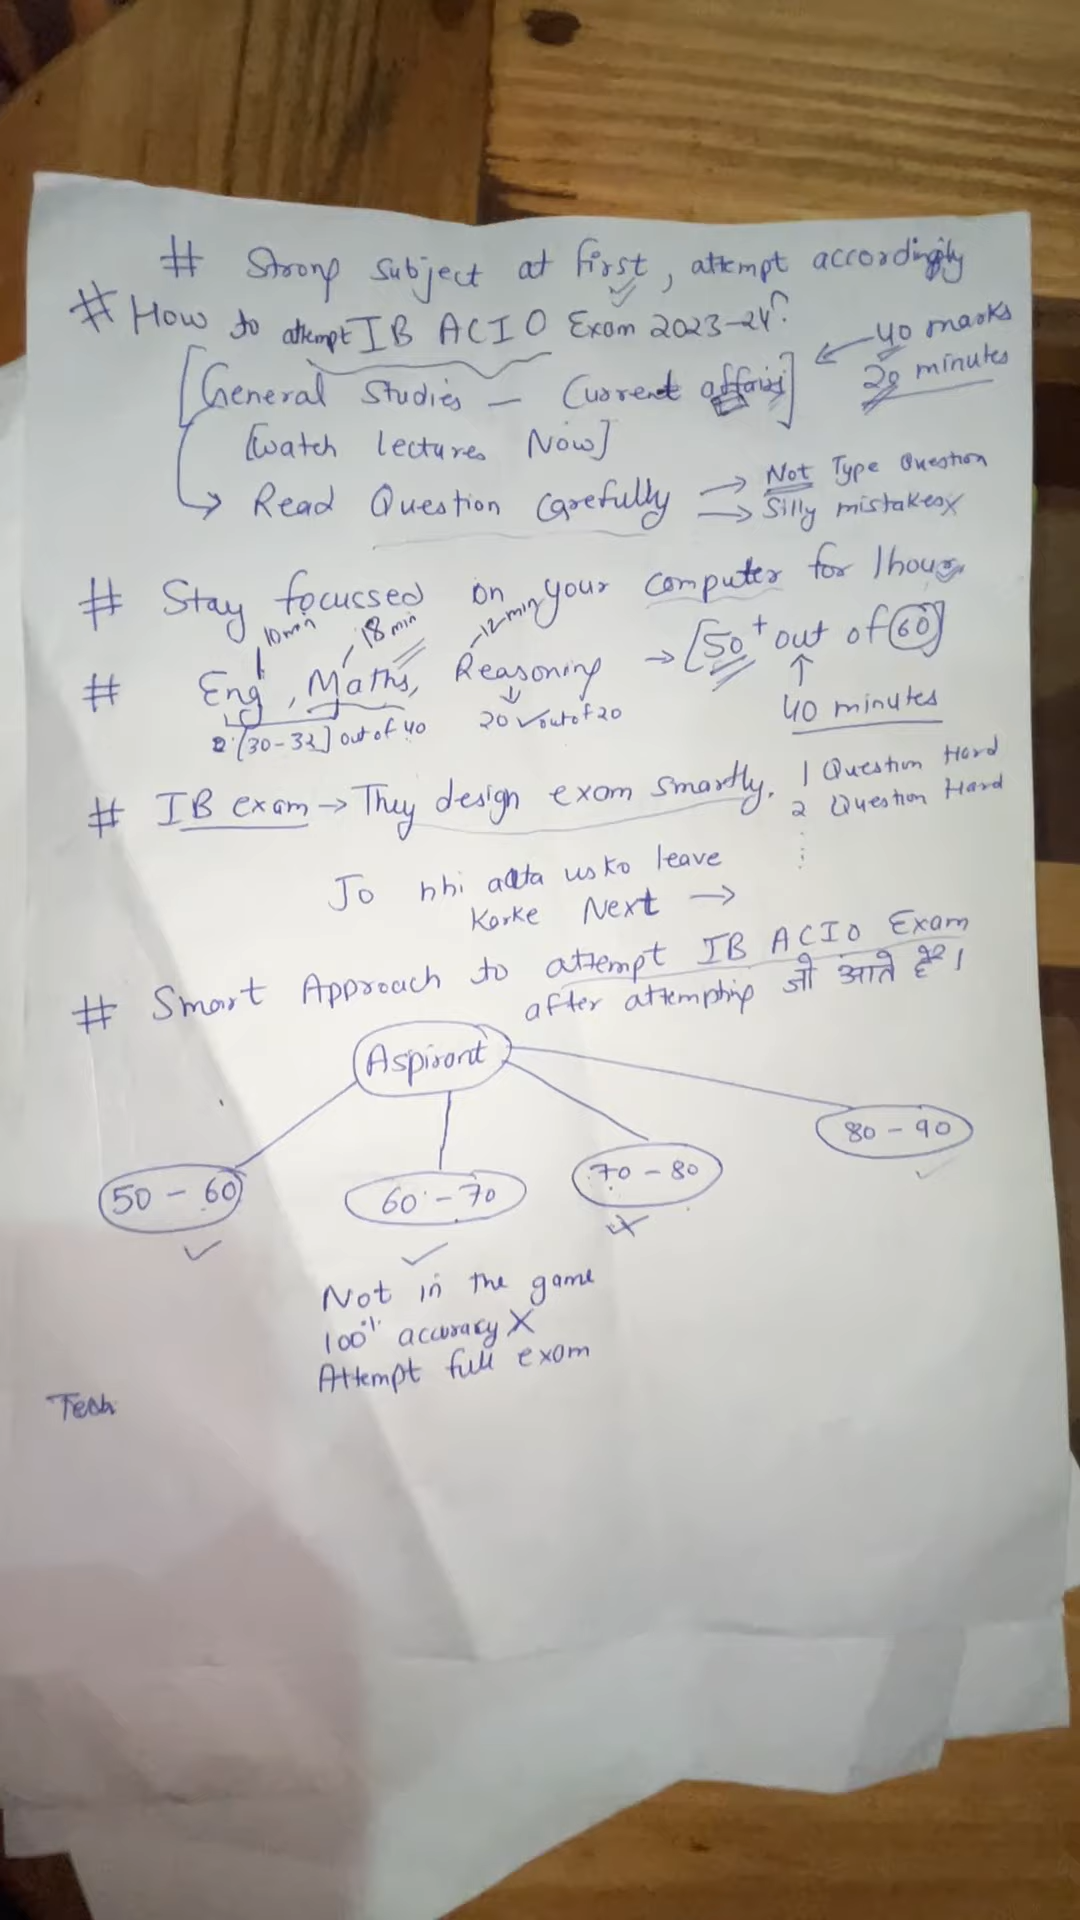 # Strong subject at first, attempt accordingly
# How to attempt IB ACIO Exam 2023-24?
[General Studies - Current affairs] ← 40 marks
20 minutes
[watch lectures Now]
→ Read Question Carefully → Not Type Question
→ Silly mistakes x
# Stay focussed on your computer for 1 hour
10 min 18 min 12 min
# Eng, Maths, Reasoning → [50+ out of 60]
[30-32] out of 40 20 ✓ out of 20 ↑
40 minutes
# IB exam → They design exam smartly. 1 Question Hard
2 Question Hard
Jo nhi aata usko leave
Karke Next →
# Smart Approach to attempt IB ACIO Exam
after attempting जो आते है।
Aspirant
50 - 60 ✓ 60 - 70 ✓ 70 - 80 80 - 90 ✓
Not in the game
100% accuracy X
Attempt full exam